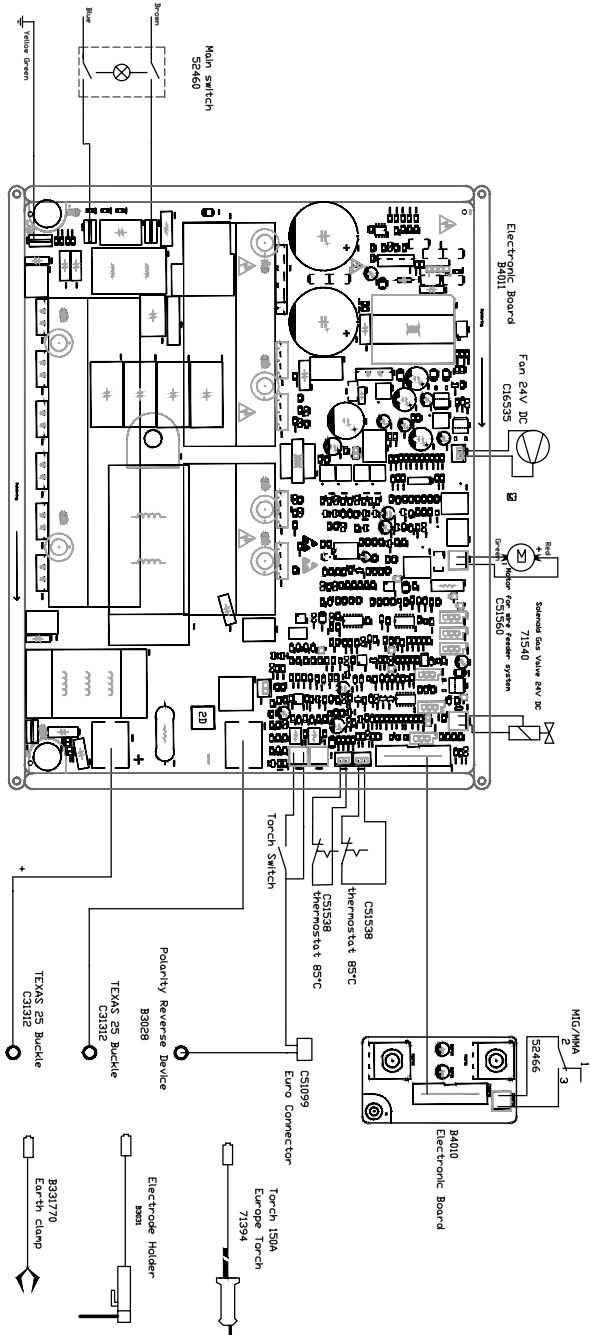 Brown
Blue
Yellow Green
Main switch
52460
Electronic Board
B4011
Fan 24V DC
C16535
Red
+
M
Green
Motor for wire feeder system
C51560
Solenoid Gas Valve 24V DC
71540
2D
+
-
Torch Switch
C51538
thermostat 85°C
C51538
thermostat 85°C
MIG/MMA
1
2
3
52466
B4010
Electronic Board
C51099
Euro Connector
Polarity Reverse Device
B3028
TEXAS 25 Buckle
C31312
+
TEXAS 25 Buckle
C31312
Torch 150A
Europe Torch
71394
Electrode Holder
B3031
B331770
Earth clamp